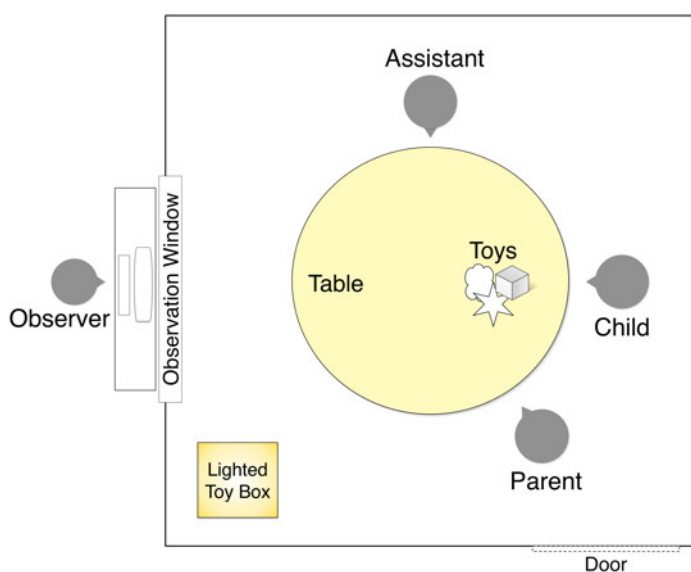 Assistant
Toys
Table
Observation Window
Observer
Child
Lighted
Toy Box
Parent
Door